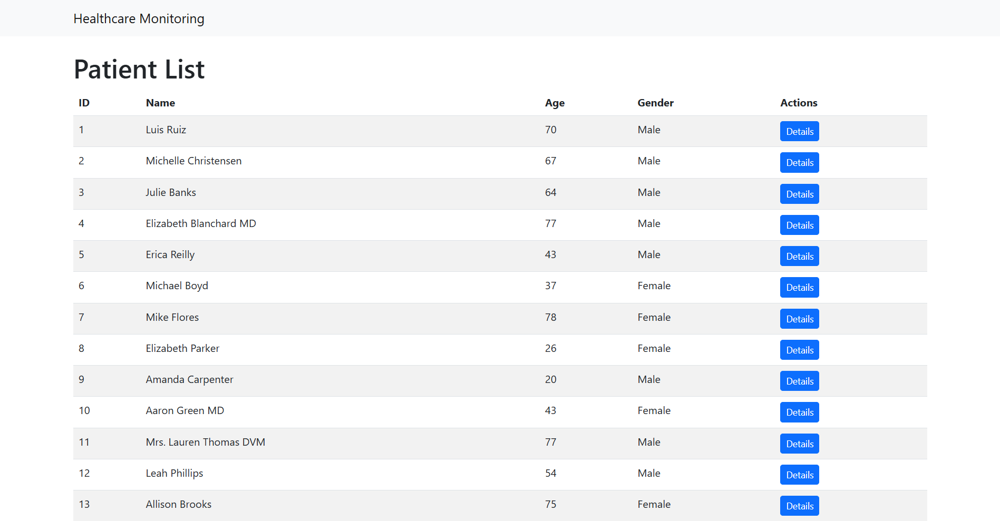 Healthcare Monitoring
Patient List
ID Name Age Gender Actions
1 Luis Ruiz 70 Male Details
2 Michelle Christensen 67 Male Details
3 Julie Banks 64 Male Details
4 Elizabeth Blanchard MD 77 Male Details
5 Erica Reilly 43 Male Details
6 Michael Boyd 37 Female Details
7 Mike Flores 78 Female Details
8 Elizabeth Parker 26 Female Details
9 Amanda Carpenter 20 Male Details
10 Aaron Green MD 43 Female Details
11 Mrs. Lauren Thomas DVM 77 Male Details
12 Leah Phillips 54 Male Details
13 Allison Brooks 75 Female Details